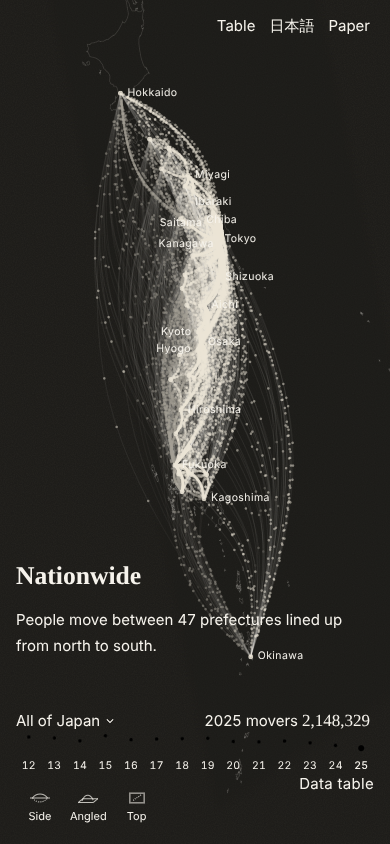 Table 日本語 Paper
Hokkaido
Miyagi
Ibaraki
Saitama Chiba
Kanagawa Tokyo
Shizuoka
Kyoto
Osaka
Hyogo
Hiroshima
Fukuoka
Kagoshima
Nationwide
People move between 47 prefectures lined up
from north to south.
Okinawa
All of Japan 2025 movers 2,148,329
12 13 14 15 16 17 18 19 20 21 22 23 24 25
Data table
Side Angled Top